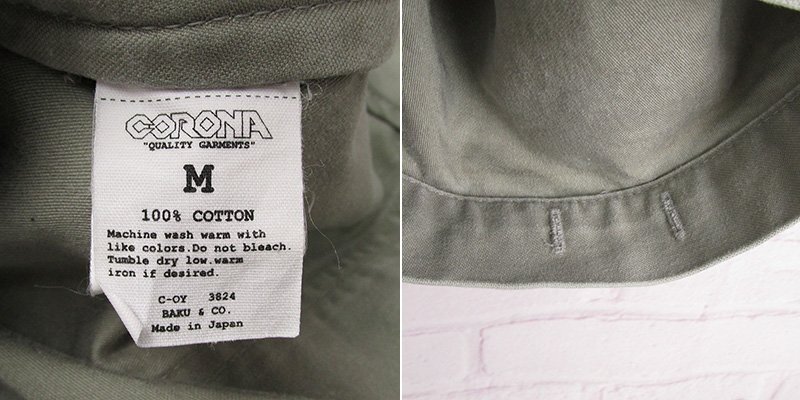 CORONA
"QUALITY GARMENTS"
M
100% COTTON
Machine wash warm with
like colors.Do not bleach.
Tumble dry low.warm
iron if desired.
C-OY 3824
BAKU & CO.
Made in Japan